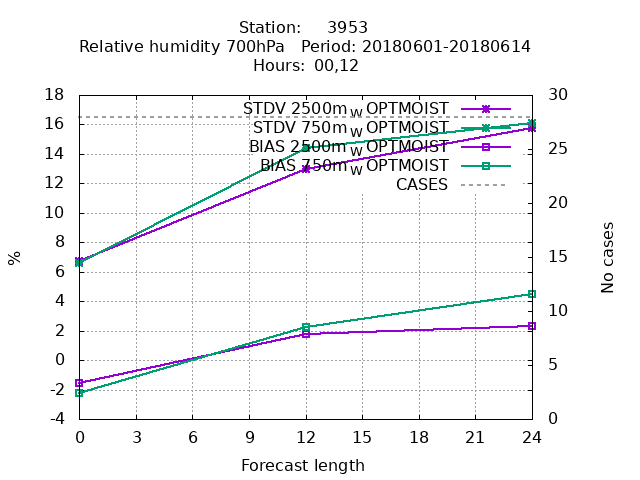 Station: 3953
Relative humidity 700hPa Period: 20180601-20180614
Hours: 00,12
STDV 2500m_W OPTMOIST
STDV 750m_W OPTMOIST
BIAS 2500m_W OPTMOIST
BIAS 750m_W OPTMOIST
CASES
18
16
14
12
10
8
6
4
2
0
-2
-4
%
30
25
20
15
10
5
0
No cases
0 3 6 9 12 15 18 21 24
Forecast length